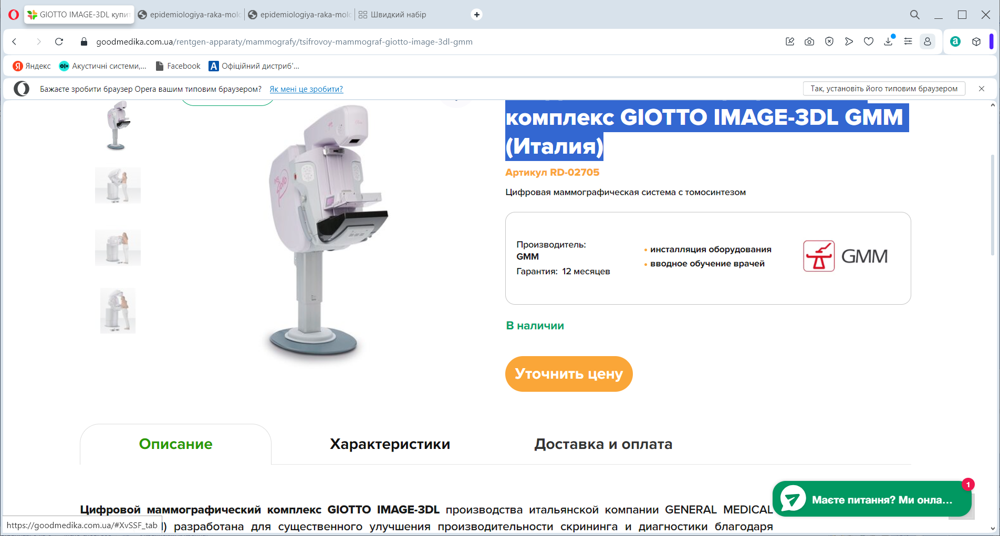 GIOTTO IMAGE-3DL купит
epidemiologiya-raka-molo
epidemiologiya-raka-molo
Швидкий набір
goodmedika.com.ua/rentgen-apparaty/mammografy/tsifrovoy-mammograf-giotto-image-3dl-gmm
Яндекс
Акустичні системи,...
Facebook
Офіційний дистриб'...
Бажаєте зробити браузер Opera вашим типовим браузером?
Як мені це зробити?
Так, установіть його типовим браузером
комплекс GIOTTO IMAGE-3DL GMM
(Италия)
Артикул RD-02705
Цифровая маммографическая система с томосинтезом
Производитель:
GMM
Гарантия: 12 месяцев
• инсталляция оборудования
• вводное обучение врачей
GMM
В наличии
Уточнить цену
Описание
Характеристики
Доставка и оплата
Цифровой маммографический комплекс GIOTTO IMAGE-3DL производства итальянской компании GENERAL MEDICAL
) разработана для существенного улучшения производительности скрининга и диагностики благодаря
Маєте питання? Ми онла...
1
https://goodmedika.com.ua/#XvSSF_tab